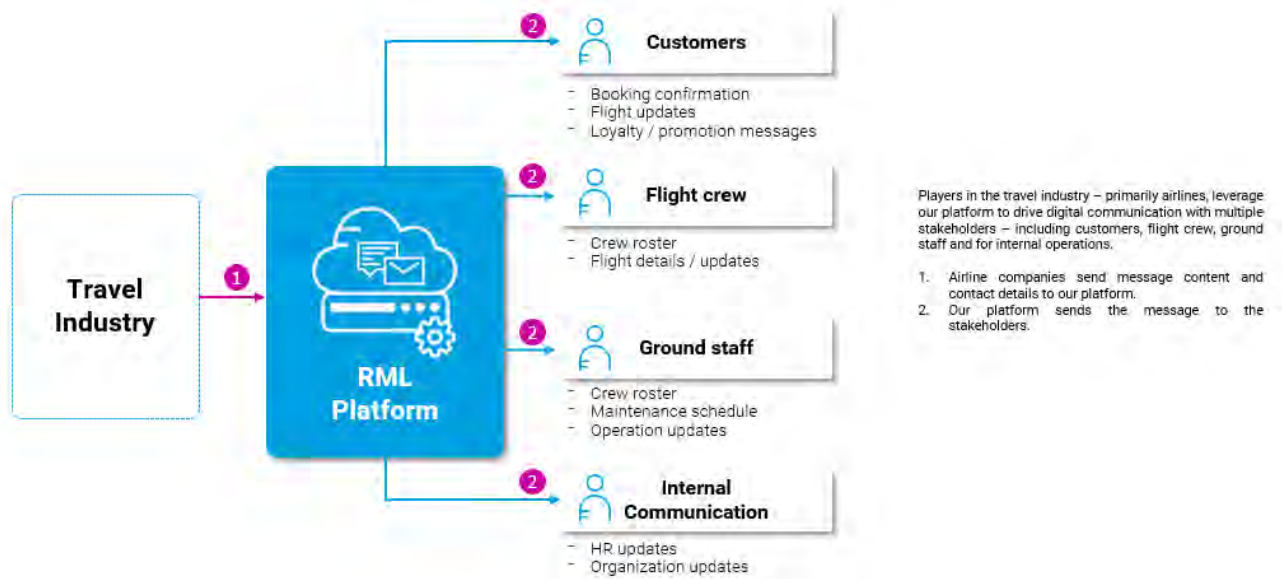 2
Customers
- Booking confirmation
- Flight updates
- Loyalty / promotion messages
2
Flight crew
- Crew roster
- Flight details / updates
Travel
Industry
1
RML
Platform
2
Ground staff
- Crew roster
- Maintenance schedule
- Operation updates
2
Internal
Communication
- HR updates
- Organization updates
Players in the travel industry – primarily airlines, leverage
our platform to drive digital communication with multiple
stakeholders – including customers, flight crew, ground
staff and for internal operations.
1. Airline companies send message content and
contact details to our platform.
2. Our platform sends the message to the
stakeholders.